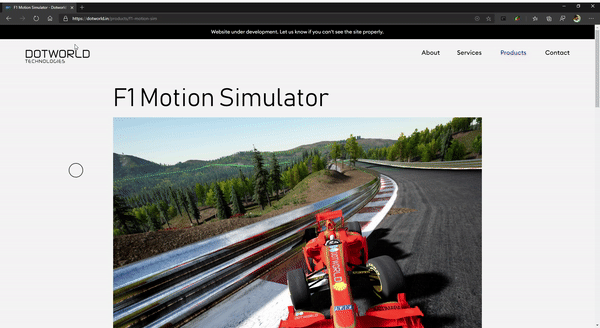 F1 Motion Simulator - Dotworld
https://dotworld.in/products/f1-motion-sim
Website under development. Let us know if you can't see the site properly.
DOTWORLD
TECHNOLOGIES
About
Services
Products
Contact
F1 Motion Simulator
DOTWORLD